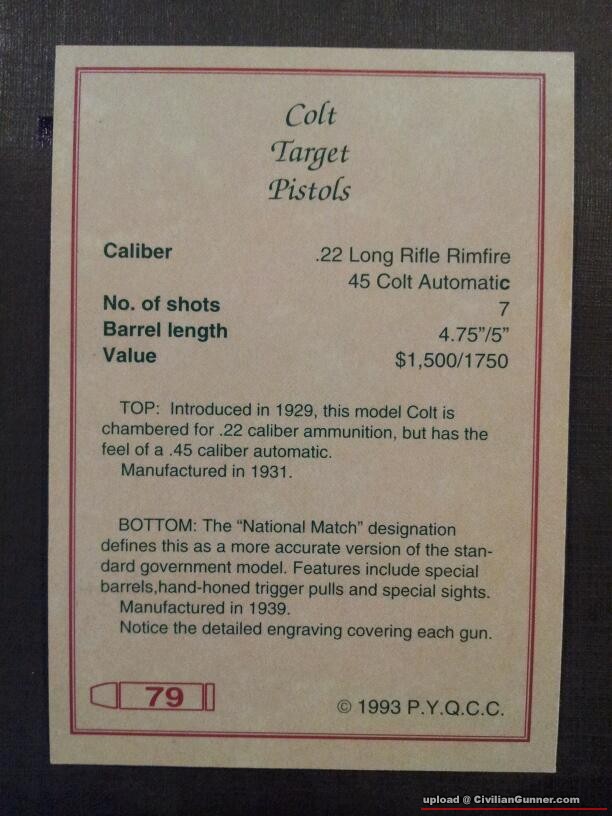 Colt
Target
Pistols
Caliber .22 Long Rifle Rimfire
45 Colt Automatic
No. of shots 7
Barrel length 4.75”/5”
Value $1,500/1750
TOP: Introduced in 1929, this model Colt is
chambered for .22 caliber ammunition, but has the
feel of a .45 caliber automatic.
Manufactured in 1931.
BOTTOM: The “National Match” designation
defines this as a more accurate version of the stan-
dard government model. Features include special
barrels,hand-honed trigger pulls and special sights.
Manufactured in 1939.
Notice the detailed engraving covering each gun.
79
© 1993 P.Y.Q.C.C.
upload @ CivilianGunner.com